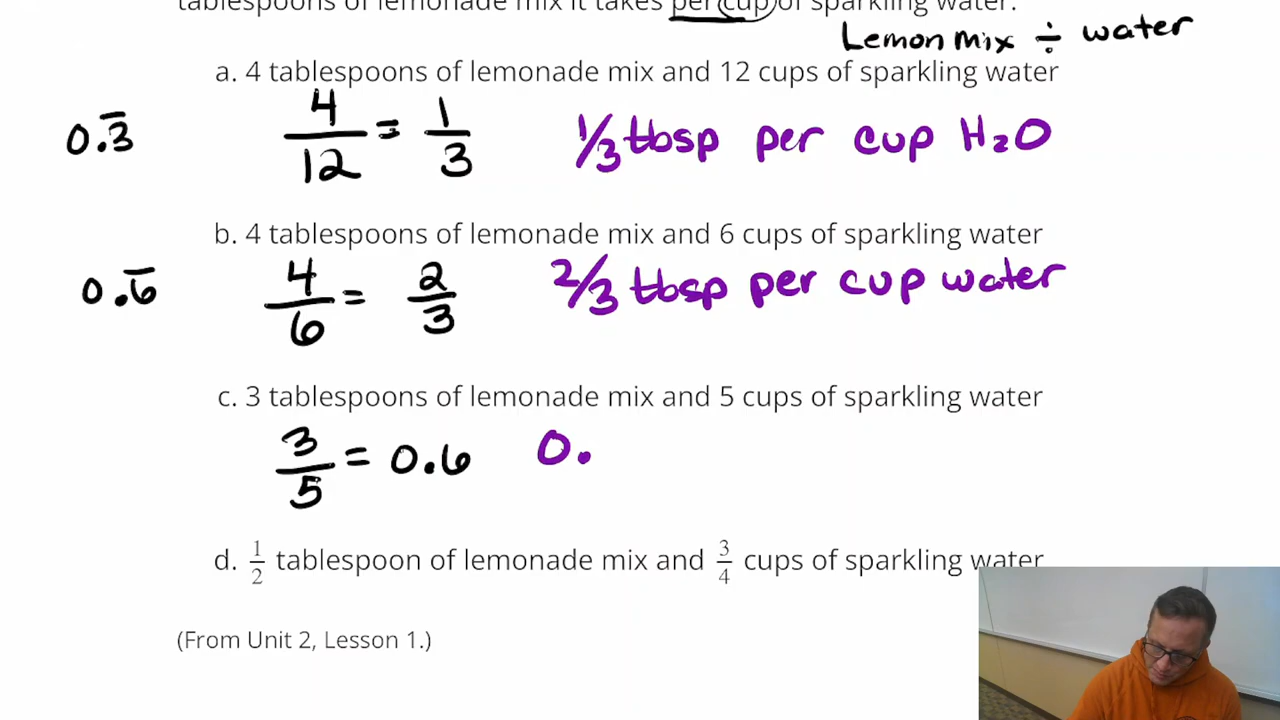 tablespoons of lemonade mix it takes per cup of sparkling water.
Lemon mix ÷ water
a. 4 tablespoons of lemonade mix and 12 cups of sparkling water
0.3̅ 4/12 = 1/3 1/3 tbsp per cup H₂O
b. 4 tablespoons of lemonade mix and 6 cups of sparkling water
0.6̅ 4/6 = 2/3 2/3 tbsp per cup water
c. 3 tablespoons of lemonade mix and 5 cups of sparkling water
3/5 = 0.6 0.
d. 1/2 tablespoon of lemonade mix and 3/4 cups of sparkling water
(From Unit 2, Lesson 1.)